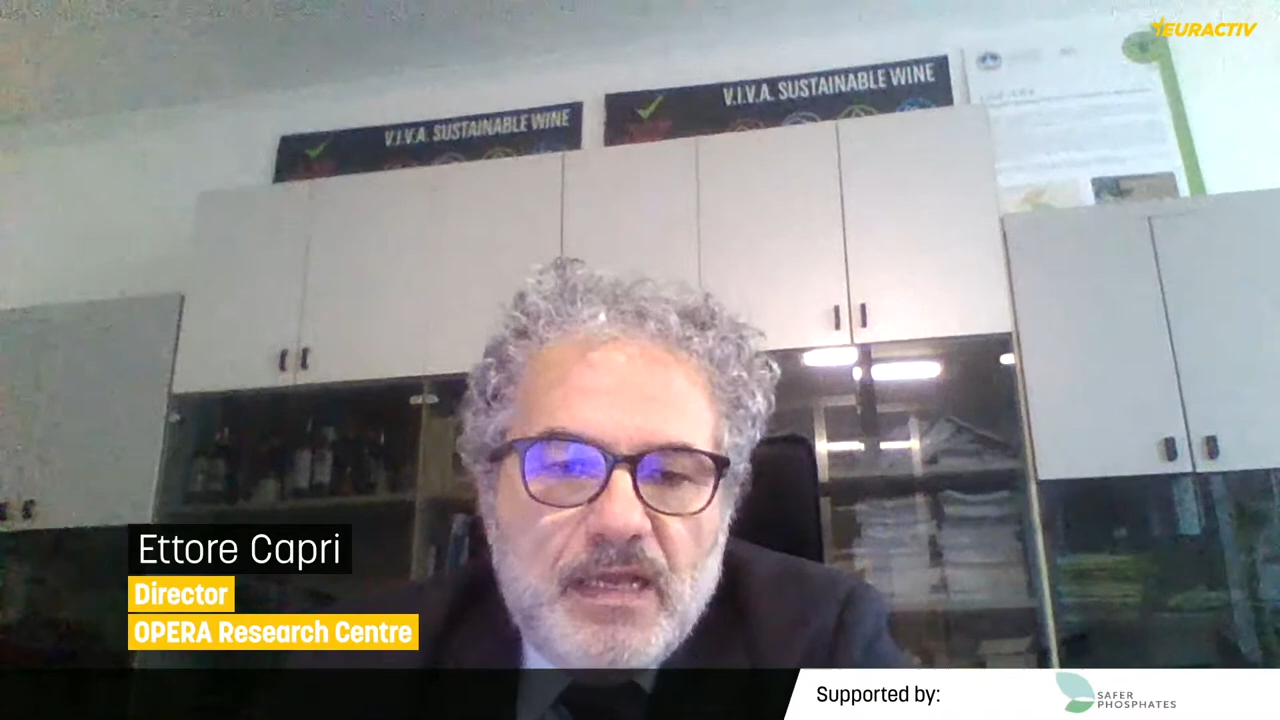 EURACTIV
V.I.V.A. SUSTAINABLE WINE
V.I.V.A. SUSTAINABLE WINE
Ettore Capri
Director
OPERA Research Centre
Supported by:
SAFER
PHOSPHATES